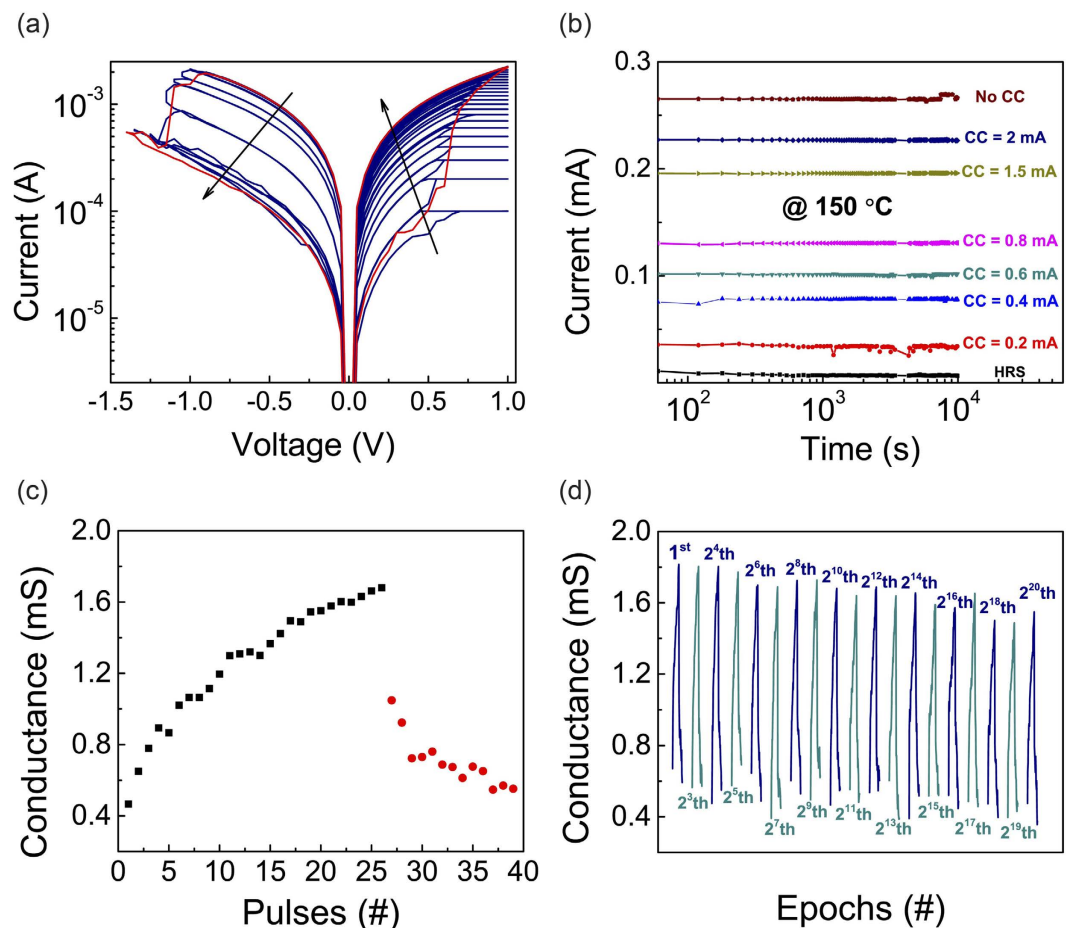 (a)
Current (A)
10⁻³
10⁻⁴
10⁻⁵
-1.5 -1.0 -0.5 0.0 0.5 1.0
Voltage (V)
(b)
Current (mA)
0.3
0.2
0.1
No CC
CC = 2 mA
CC = 1.5 mA
@ 150 °C
CC = 0.8 mA
CC = 0.6 mA
CC = 0.4 mA
CC = 0.2 mA
HRS
10² 10³ 10⁴
Time (s)
(c)
Conductance (mS)
2.0
1.6
1.2
0.8
0.4
0 5 10 15 20 25 30 35 40
Pulses (#)
(d)
Conductance (mS)
2.0
1.6
1.2
0.8
0.4
1ˢᵗ 2⁴th 2⁶th 2⁸th 2¹⁰th 2¹²th 2¹⁴th 2¹⁶th 2¹⁸th 2²⁰th
2³th 2⁵th 2⁷th 2⁹th 2¹¹th 2¹³th 2¹⁵th 2¹⁷th 2¹⁹th
Epochs (#)